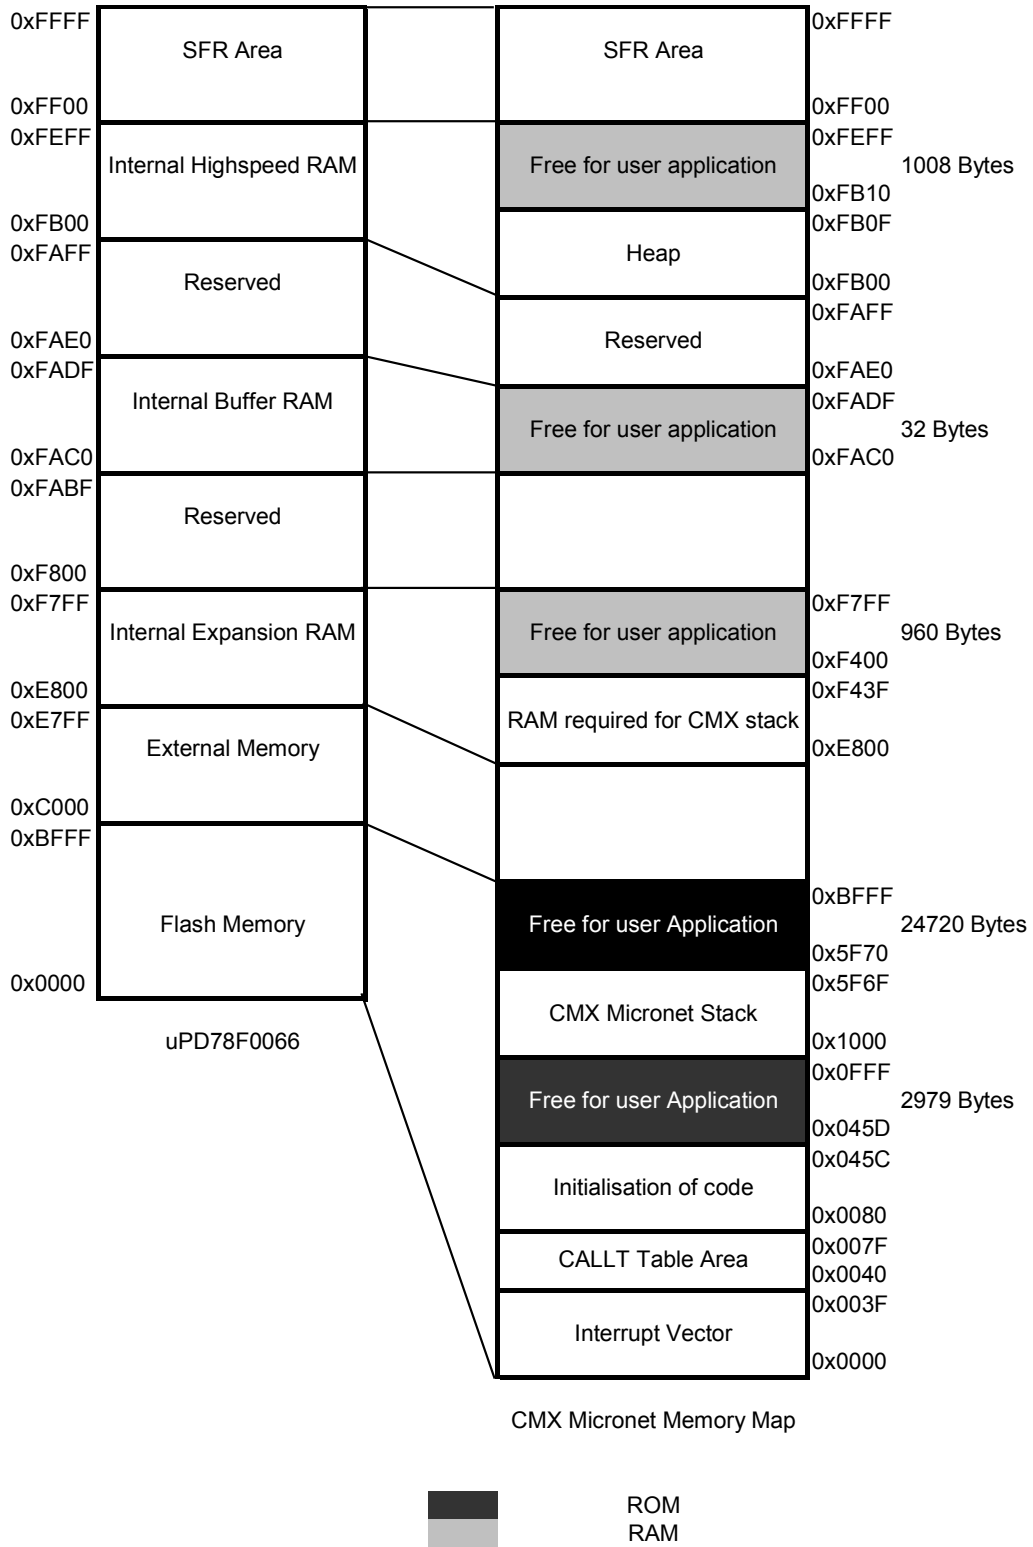 0xFFFF
SFR Area
0xFF00
0xFEFF
Internal Highspeed RAM
0xFB00
0xFAFF
Reserved
0xFAE0
0xFADF
Internal Buffer RAM
0xFAC0
0xFABF
Reserved
0xF800
0xF7FF
Internal Expansion RAM
0xE800
0xE7FF
External Memory
0xC000
0xBFFF
Flash Memory
0x0000
uPD78F0066
0xFFFF
SFR Area
0xFF00
0xFEFF
Free for user application
1008 Bytes
0xFB10
0xFB0F
Heap
0xFB00
0xFAFF
Reserved
0xFAE0
0xFADF
Free for user application
32 Bytes
0xFAC0
0xF7FF
Free for user application
960 Bytes
0xF400
0xF43F
RAM required for CMX stack
0xE800
0xBFFF
Free for user Application
24720 Bytes
0x5F70
0x5F6F
CMX Micronet Stack
0x1000
0x0FFF
Free for user Application
2979 Bytes
0x045D
0x045C
Initialisation of code
0x0080
0x007F
CALLT Table Area
0x0040
0x003F
Interrupt Vector
0x0000
CMX Micronet Memory Map
ROM
RAM